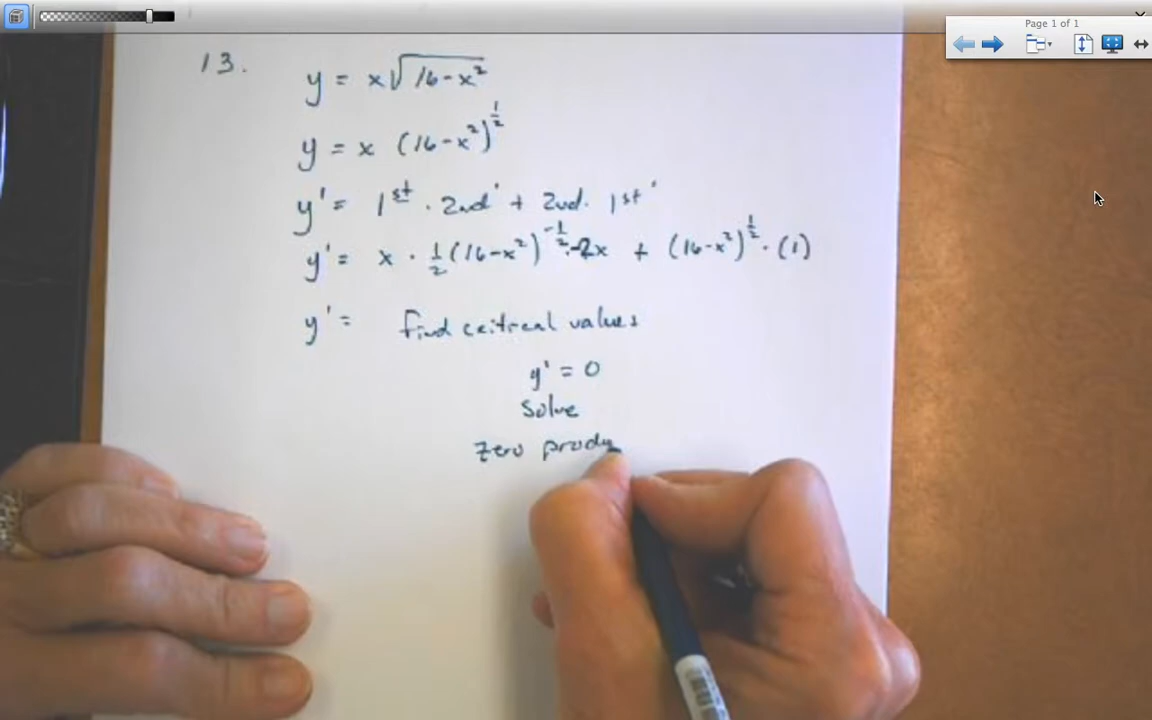 Page 1 of 1
13. y = x√16-x²
y = x (16-x²)^½
y' = 1st · 2nd' + 2nd · 1st'
y' = x · ½(16-x²)^-½ · -2x + (16-x²)^½ · (1)
y' = find critical values
y' = 0
Solve
Zero produ